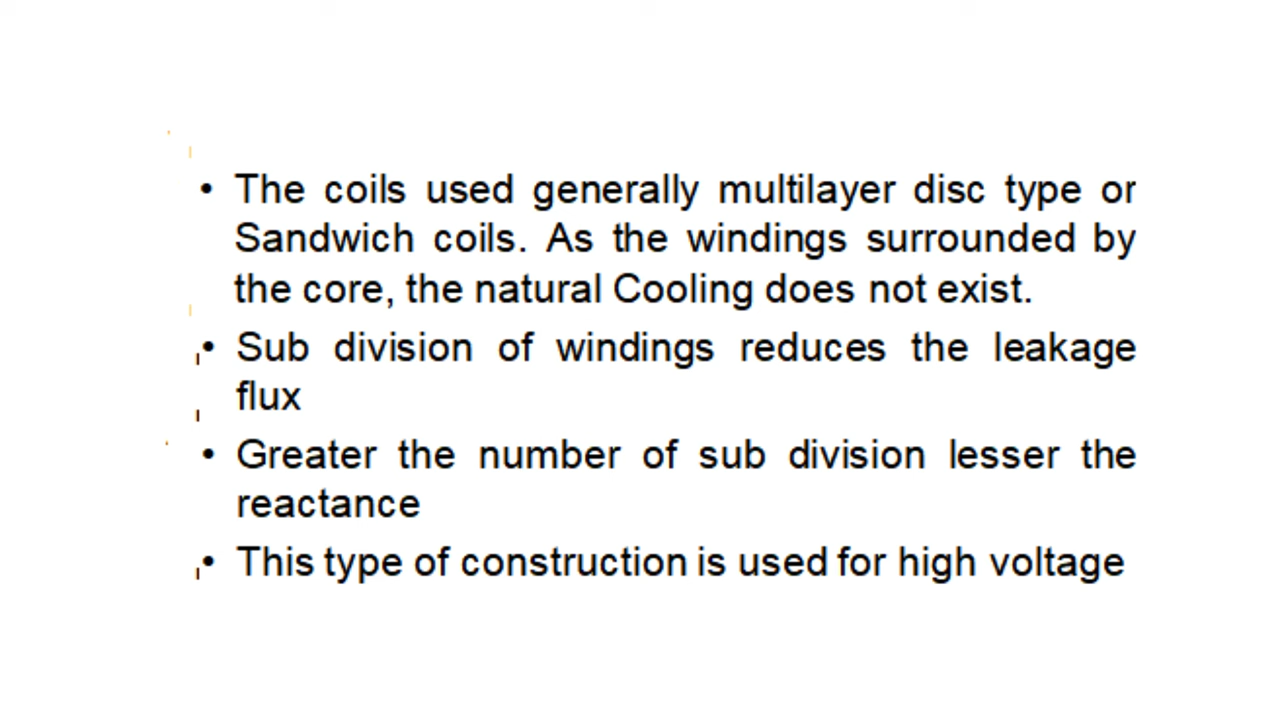 • The coils used generally multilayer disc type or
Sandwich coils. As the windings surrounded by
the core, the natural Cooling does not exist.
• Sub division of windings reduces the leakage
flux
• Greater the number of sub division lesser the
reactance
• This type of construction is used for high voltage